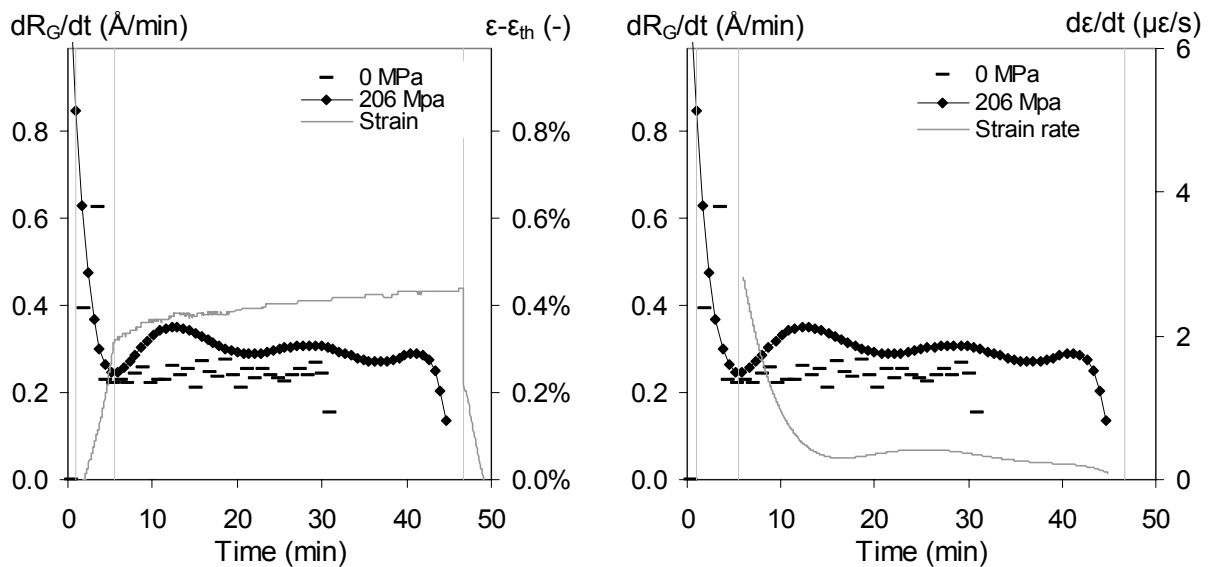 dR_G/dt (Å/min)
ε-ε_th (-)
0 MPa
206 Mpa
Strain
0.8
0.6
0.4
0.2
0.0
0.8%
0.6%
0.4%
0.2%
0.0%
0 10 20 30 40 50
Time (min)
dR_G/dt (Å/min)
dε/dt (µε/s)
0 MPa
206 Mpa
Strain rate
0.8
0.6
0.4
0.2
0.0
6
4
2
0
0 10 20 30 40 50
Time (min)